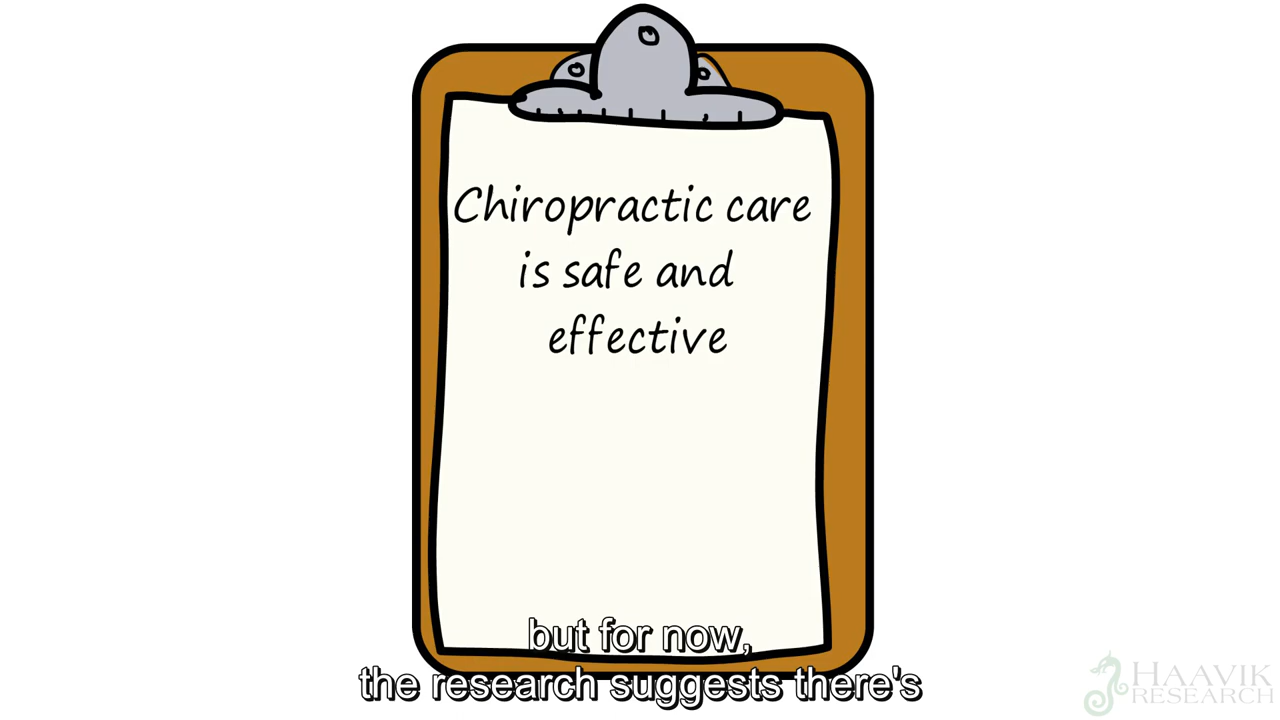 Chiropractic care
is safe and
effective
but for now,
the research suggests there's
HAAVIK
RESEARCH